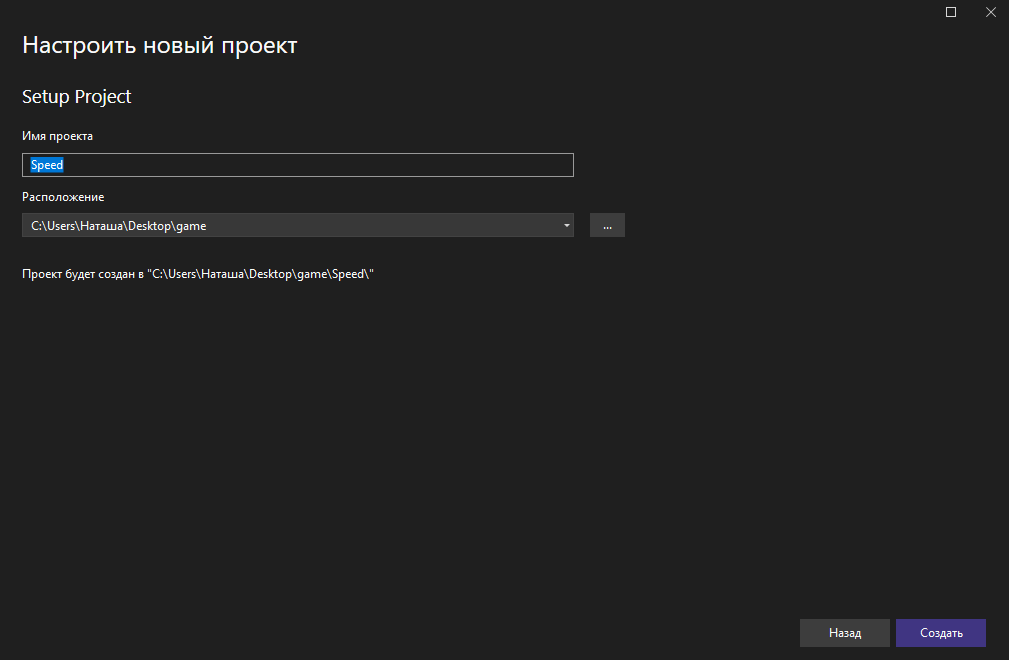 Настроить новый проект
Setup Project
Имя проекта
Speed
Расположение
C:\Users\Наташа\Desktop\game
...
Проект будет создан в "C:\Users\Наташа\Desktop\game\Speed\"
Назад
Создать